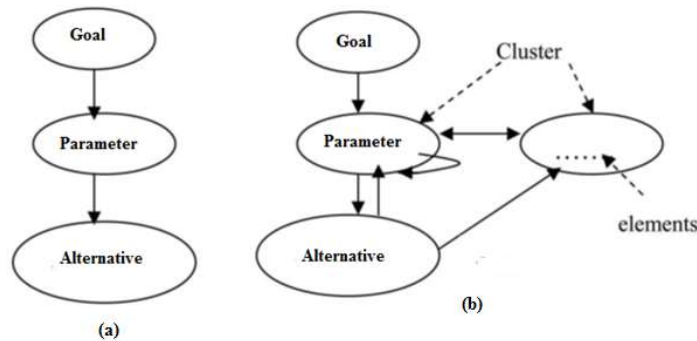 Goal
Parameter
Alternative
(a)
Goal
Cluster
Parameter
elements
Alternative
(b)